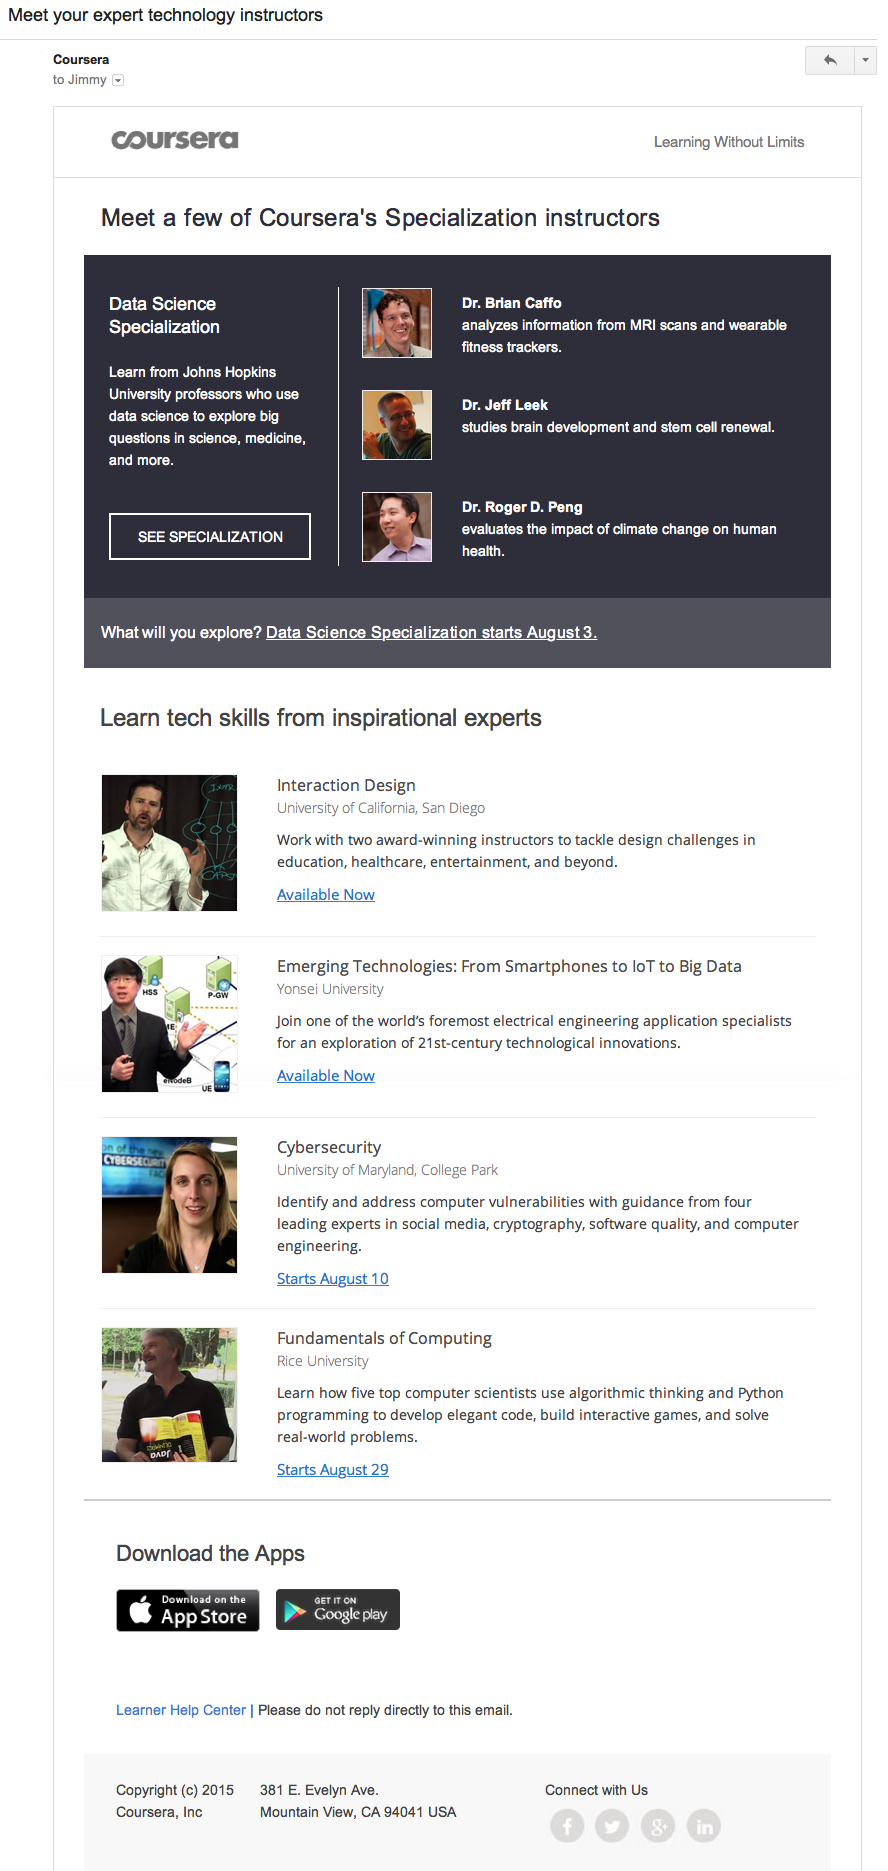 Meet your expert technology instructors
Coursera
to Jimmy
coursera
Learning Without Limits
Meet a few of Coursera's Specialization instructors
Data Science
Specialization
Learn from Johns Hopkins
University professors who use
data science to explore big
questions in science, medicine,
and more.
SEE SPECIALIZATION
Dr. Brian Caffo
analyzes information from MRI scans and wearable
fitness trackers.
Dr. Jeff Leek
studies brain development and stem cell renewal.
Dr. Roger D. Peng
evaluates the impact of climate change on human
health.
What will you explore? Data Science Specialization starts August 3.
Learn tech skills from inspirational experts
Interaction Design
University of California, San Diego
Work with two award-winning instructors to tackle design challenges in
education, healthcare, entertainment, and beyond.
Available Now
HSS
P-GW
eNodeB
UE
Emerging Technologies: From Smartphones to IoT to Big Data
Yonsei University
Join one of the world's foremost electrical engineering application specialists
for an exploration of 21st-century technological innovations.
Available Now
CYBERSECURITY
Cybersecurity
University of Maryland, College Park
Identify and address computer vulnerabilities with guidance from four
leading experts in social media, cryptography, software quality, and computer
engineering.
Starts August 10
Java
Fundamentals of Computing
Rice University
Learn how five top computer scientists use algorithmic thinking and Python
programming to develop elegant code, build interactive games, and solve
real-world problems.
Starts August 29
Download the Apps
Download on the
App Store
GET IT ON
Google play
Learner Help Center | Please do not reply directly to this email.
Copyright (c) 2015
Coursera, Inc
381 E. Evelyn Ave.
Mountain View, CA 94041 USA
Connect with Us